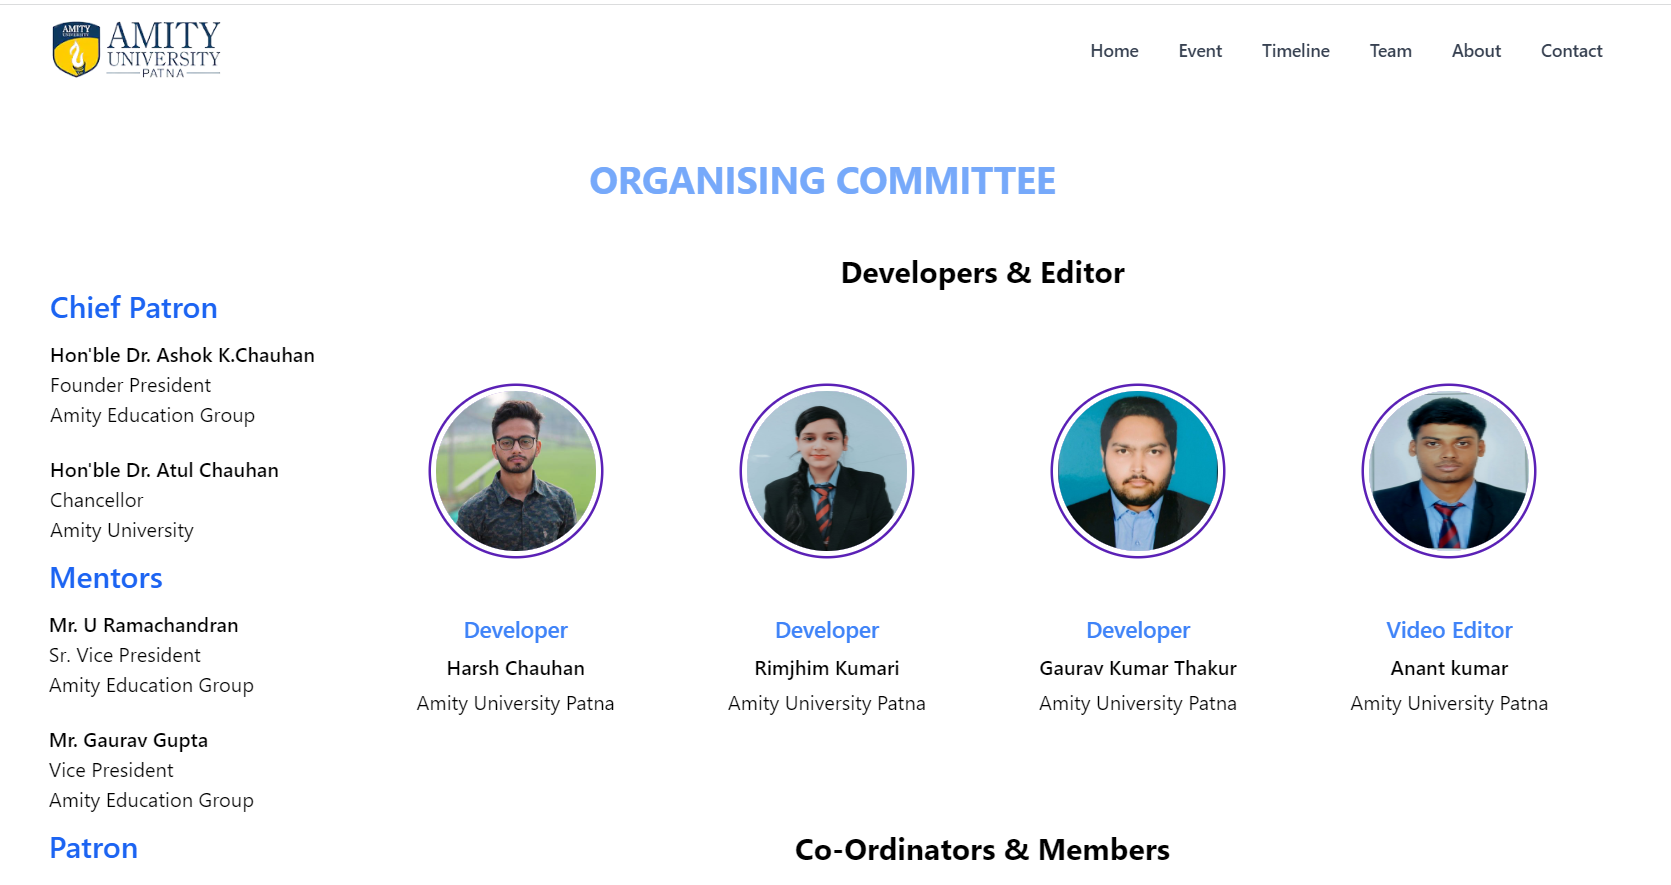 AMITY
UNIVERSITY
AMITY
UNIVERSITY
PATNA
Home
Event
Timeline
Team
About
Contact
ORGANISING COMMITTEE
Chief Patron
Hon'ble Dr. Ashok K.Chauhan
Founder President
Amity Education Group
Hon'ble Dr. Atul Chauhan
Chancellor
Amity University
Mentors
Mr. U Ramachandran
Sr. Vice President
Amity Education Group
Mr. Gaurav Gupta
Vice President
Amity Education Group
Patron
Developers & Editor
Developer
Harsh Chauhan
Amity University Patna
Developer
Rimjhim Kumari
Amity University Patna
Developer
Gaurav Kumar Thakur
Amity University Patna
Video Editor
Anant kumar
Amity University Patna
Co-Ordinators & Members